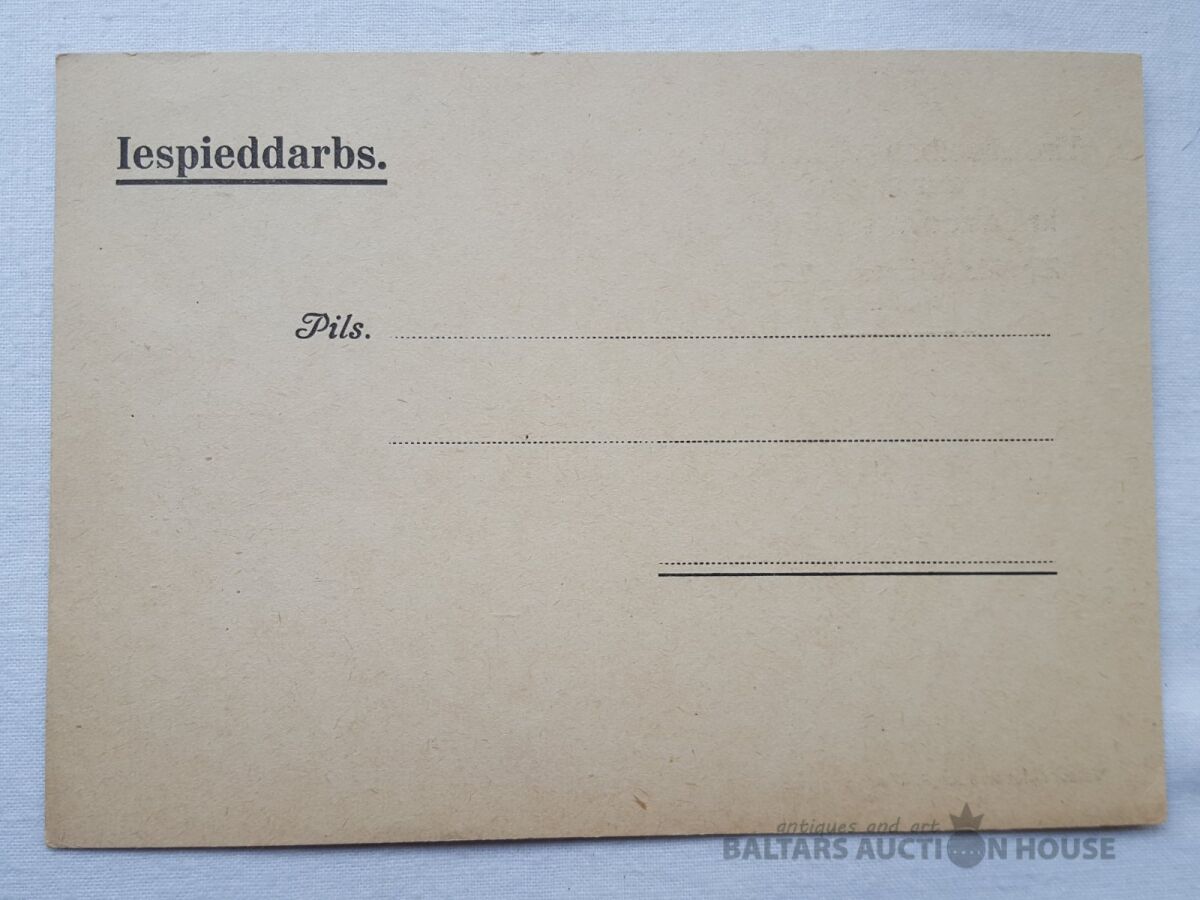 Iespieddarbs.
Pils.
antiques and art
BALTARS AUCTION HOUSE